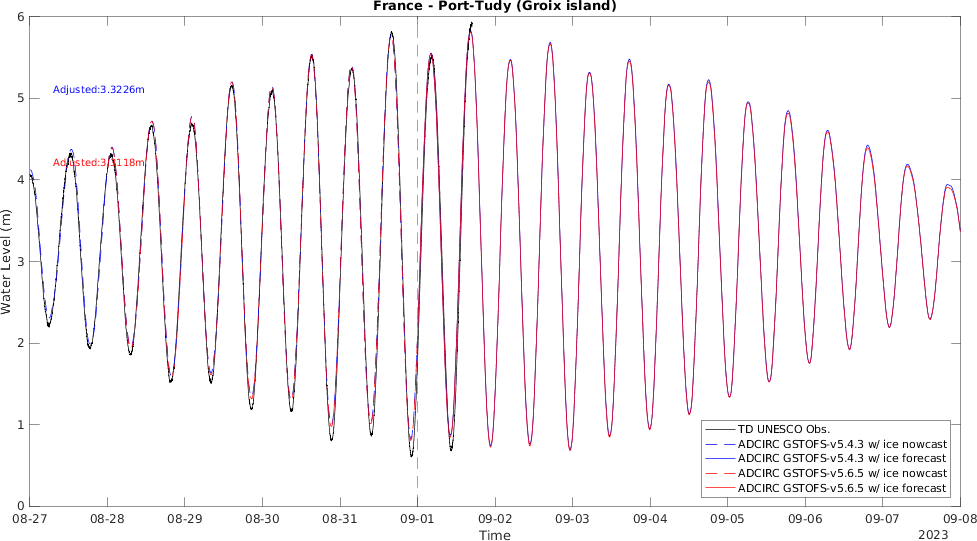 France - Port-Tudy (Groix island)
Water Level (m)
6
5
4
3
2
1
0
Adjusted:3.3226m
Adjusted:3.3118m
TD UNESCO Obs.
ADCIRC GSTOFS-v5.4.3 w/ ice nowcast
ADCIRC GSTOFS-v5.4.3 w/ ice forecast
ADCIRC GSTOFS-v5.6.5 w/ ice nowcast
ADCIRC GSTOFS-v5.6.5 w/ ice forecast
08-27 08-28 08-29 08-30 08-31 09-01 09-02 09-03 09-04 09-05 09-06 09-07 09-08
Time
2023